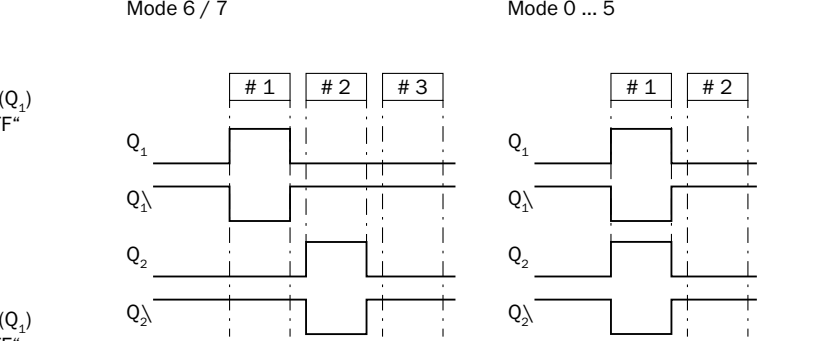 Mode 6 / 7
Mode 0 ... 5
# 1 # 2 # 3
# 1 # 2
(Q1)
F“
Q1 Q1
Q1\ Q1\
Q2 Q2
(Q1)
Q2\ Q2\